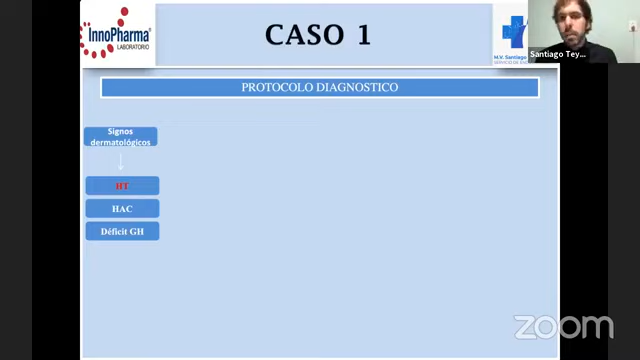 InnoPharma
LABORATORIO
CASO 1
M.V. Santiago
Santiago Tey...
PROTOCOLO DIAGNOSTICO
Signos
dermatológicos
HT
HAC
Déficit GH
zoom